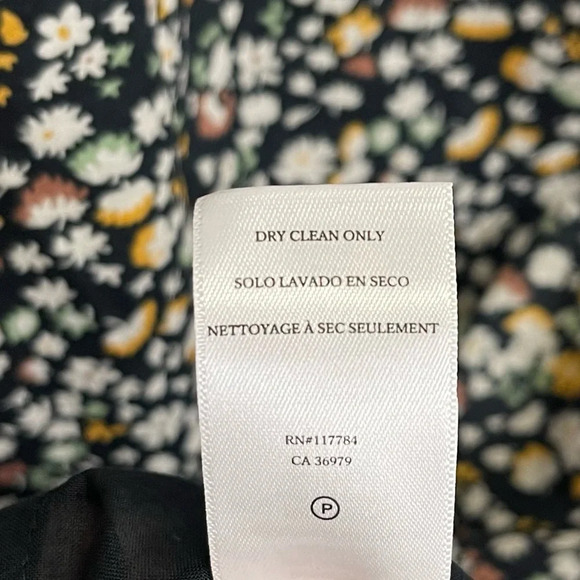 DRY CLEAN ONLY
SOLO LAVADO EN SECO
NETTOYAGE À SEC SEULEMENT
RN#117784
CA 36979
P